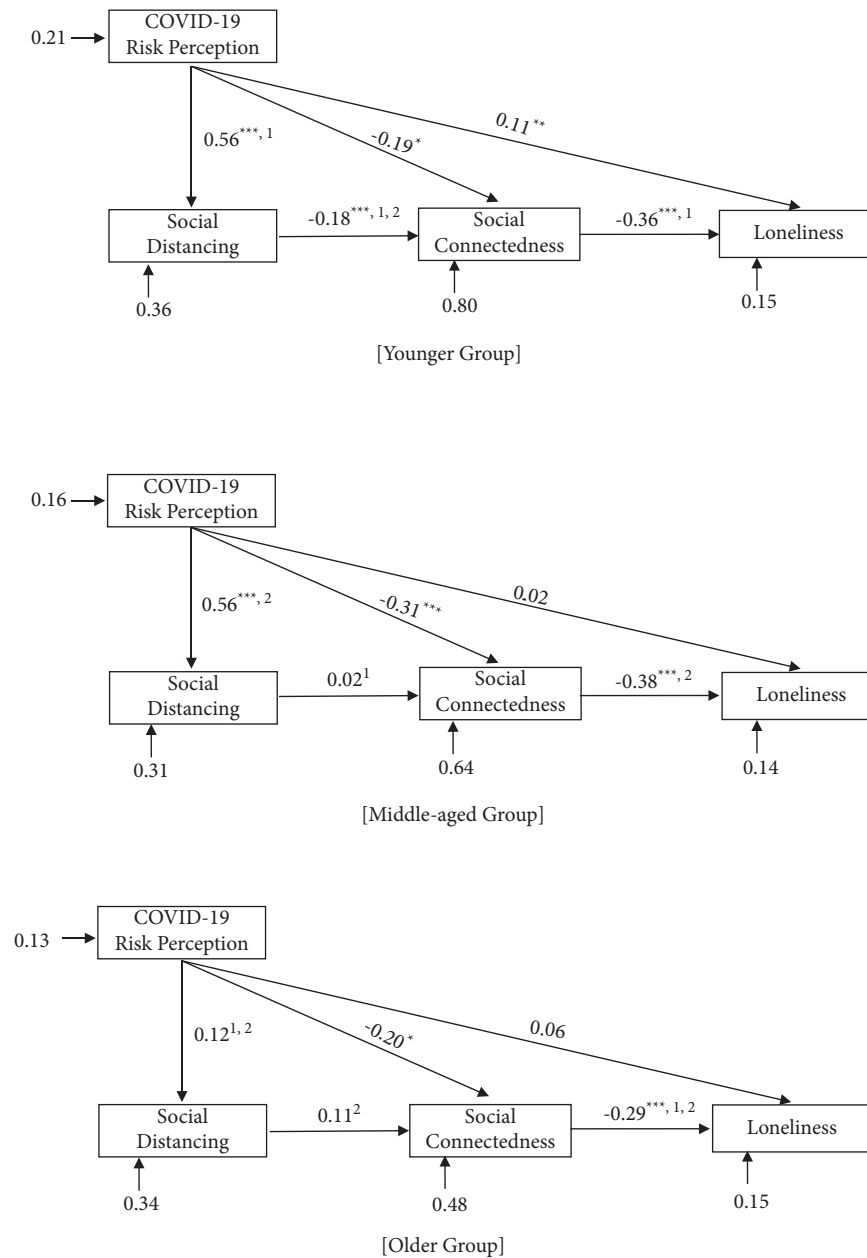 COVID-19
Risk Perception
0.21
0.11**
-0.19*
0.56***, 1
Social
Distancing
-0.18***, 1, 2
Social
Connectedness
-0.36***, 1
Loneliness
0.36
0.80
0.15
[Younger Group]
COVID-19
Risk Perception
0.16
0.02
-0.31***
0.56***, 2
Social
Distancing
0.021
Social
Connectedness
-0.38***, 2
Loneliness
0.31
0.64
0.14
[Middle-aged Group]
COVID-19
Risk Perception
0.13
0.06
-0.20*
0.121, 2
Social
Distancing
0.112
Social
Connectedness
-0.29***, 1, 2
Loneliness
0.34
0.48
0.15
[Older Group]